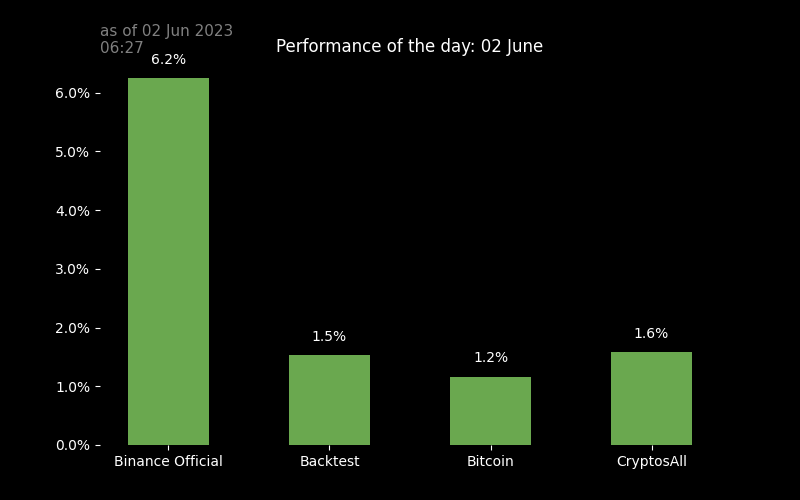 as of 02 Jun 2023
06:27
Performance of the day: 02 June
6.2%
6.0%
5.0%
4.0%
3.0%
2.0%
1.0%
0.0%
1.5%
1.2%
1.6%
Binance Official
Backtest
Bitcoin
CryptosAll